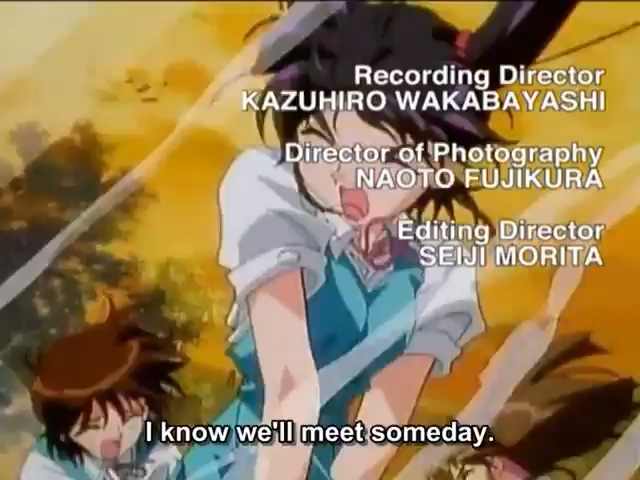 Recording Director
KAZUHIRO WAKABAYASHI
Director of Photography
NAOTO FUJIKURA
Editing Director
SEIJI MORITA
I know we'll meet someday.